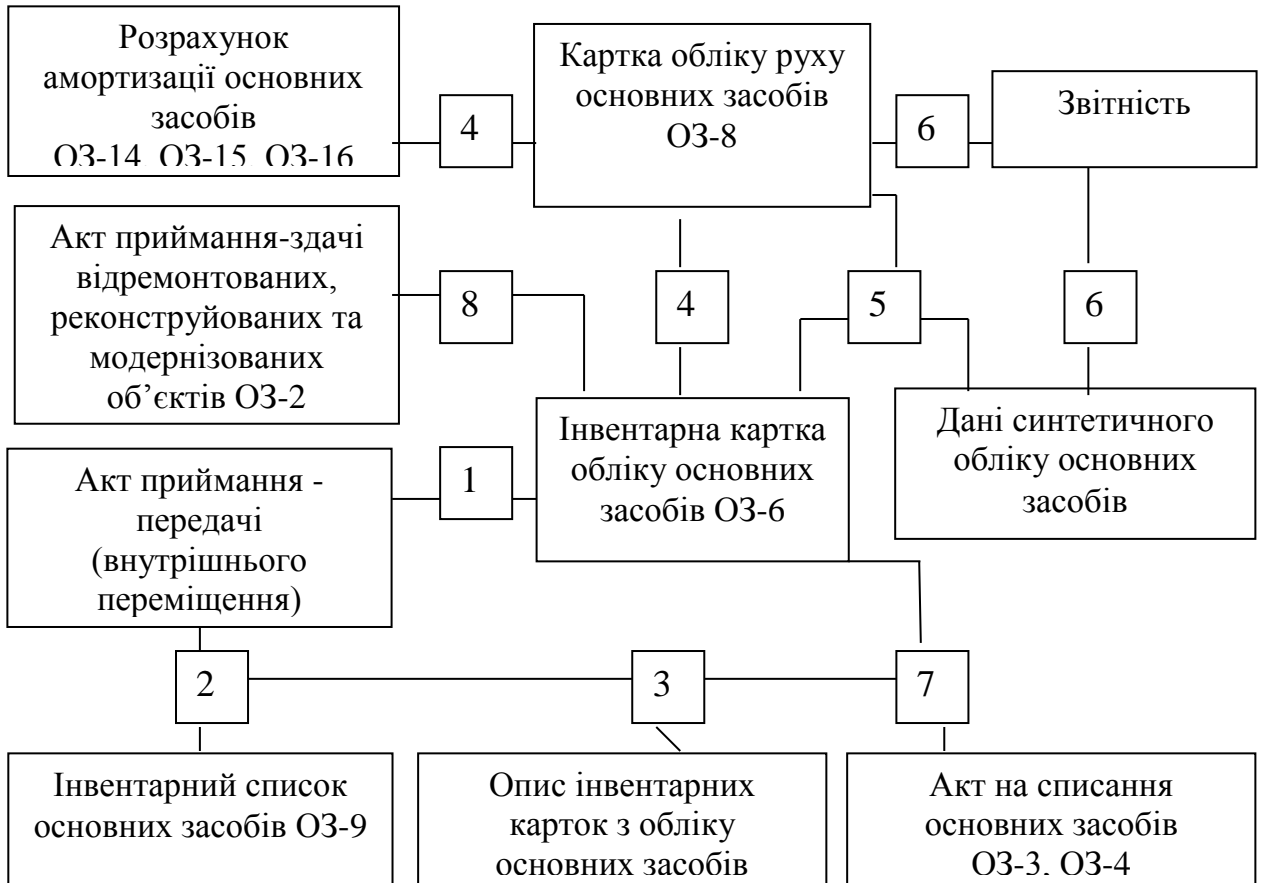 Розрахунок
амортизації основних
засобів
ОЗ-14, ОЗ-15, ОЗ-16
4
Картка обліку руху
основних засобів
ОЗ-8
6
Звітність
Акт приймання-здачі
відремонтованих,
реконструйованих та
модернізованих
об’єктів ОЗ-2
8
4
5
6
Інвентарна картка
обліку основних
засобів ОЗ-6
Дані синтетичного
обліку основних
засобів
Акт приймання -
передачі
(внутрішнього
переміщення)
1
2
3
7
Інвентарний список
основних засобів ОЗ-9
Опис інвентарних
карток з обліку
основних засобів
Акт на списання
основних засобів
ОЗ-3, ОЗ-4